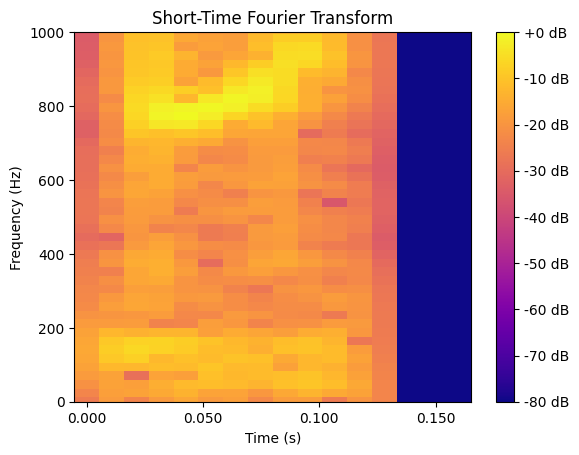 Short-Time Fourier Transform
Frequency (Hz)
1000
800
600
400
200
0
0.000 0.050 0.100 0.150
Time (s)
+0 dB
-10 dB
-20 dB
-30 dB
-40 dB
-50 dB
-60 dB
-70 dB
-80 dB